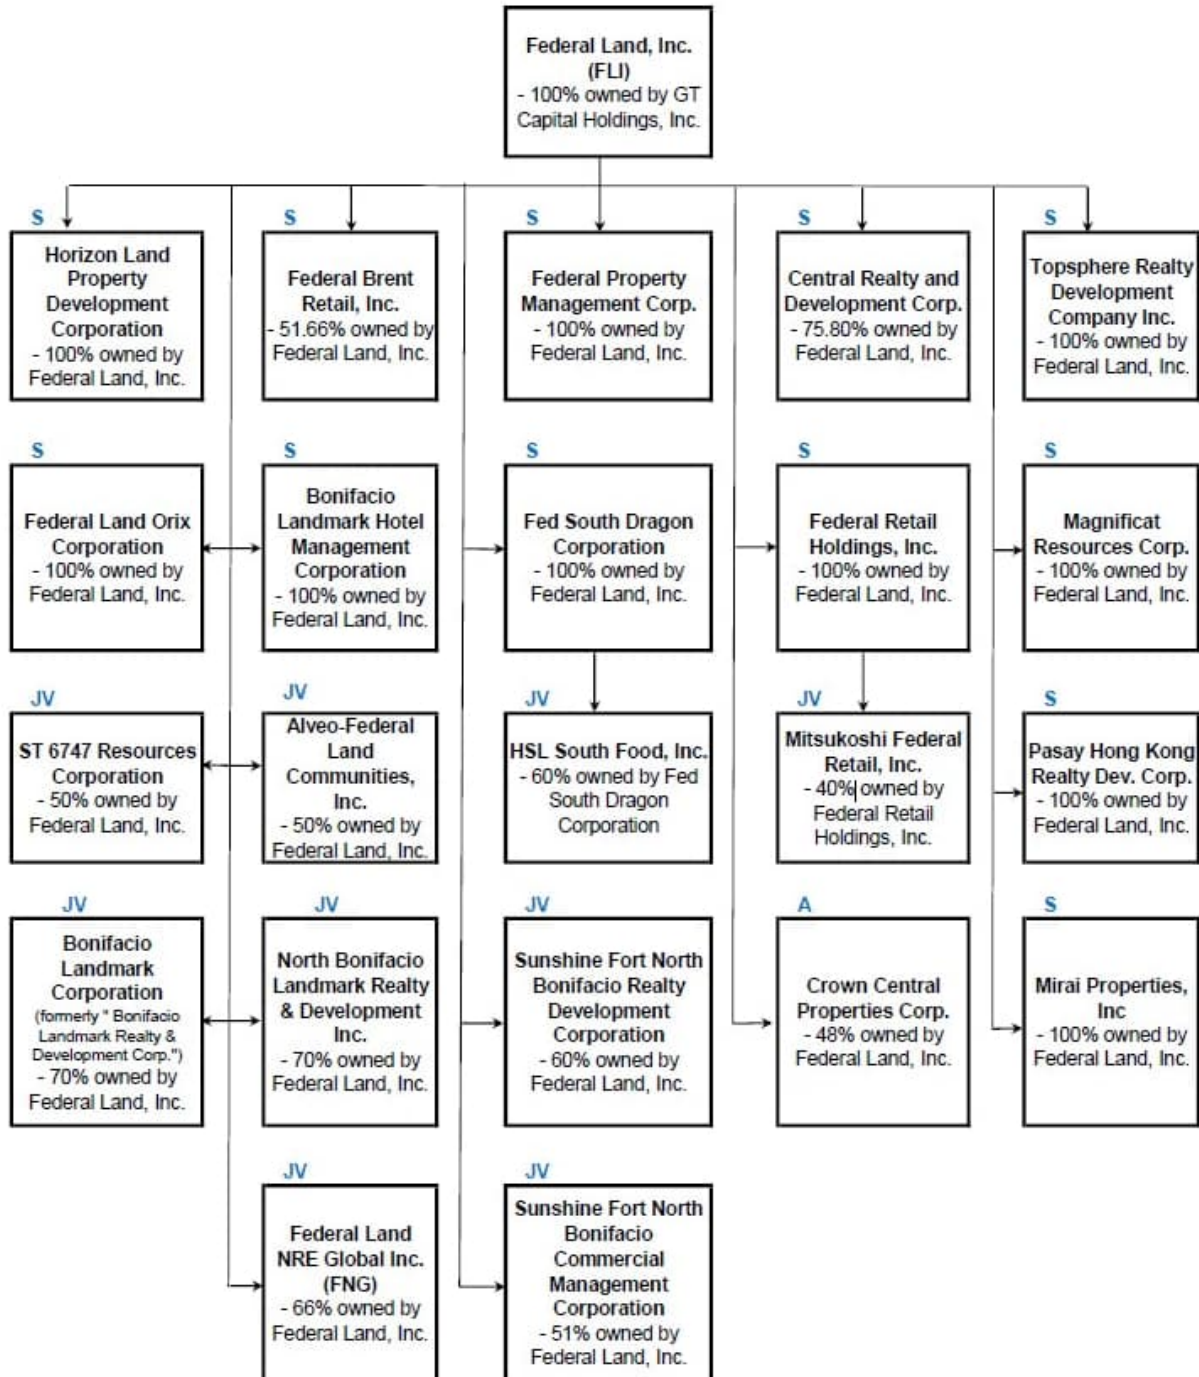 Federal Land, Inc.
(FLI)
- 100% owned by GT
Capital Holdings, Inc.
S
Horizon Land
Property
Development
Corporation
- 100% owned by
Federal Land, Inc.
S
Federal Brent
Retail, Inc.
- 51.66% owned by
Federal Land, Inc.
S
Federal Property
Management Corp.
- 100% owned by
Federal Land, Inc.
S
Central Realty and
Development Corp.
- 75.80% owned by
Federal Land, Inc.
S
Topsphere Realty
Development
Company Inc.
- 100% owned by
Federal Land, Inc.
S
Federal Land Orix
Corporation
- 100% owned by
Federal Land, Inc.
S
Bonifacio
Landmark Hotel
Management
Corporation
- 100% owned by
Federal Land, Inc.
S
Fed South Dragon
Corporation
- 100% owned by
Federal Land, Inc.
S
Federal Retail
Holdings, Inc.
- 100% owned by
Federal Land, Inc.
S
Magnificat
Resources Corp.
- 100% owned by
Federal Land, Inc.
JV
ST 6747 Resources
Corporation
- 50% owned by
Federal Land, Inc.
JV
Alveo-Federal
Land
Communities,
Inc.
- 50% owned by
Federal Land, Inc.
JV
HSL South Food, Inc.
- 60% owned by Fed
South Dragon
Corporation
JV
Mitsukoshi Federal
Retail, Inc.
- 40% owned by
Federal Retail
Holdings, Inc.
S
Pasay Hong Kong
Realty Dev. Corp.
- 100% owned by
Federal Land, Inc.
JV
Bonifacio
Landmark
Corporation
(formerly " Bonifacio
Landmark Realty &
Development Corp.")
- 70% owned by
Federal Land, Inc.
JV
North Bonifacio
Landmark Realty
& Development
Inc.
- 70% owned by
Federal Land, Inc.
JV
Sunshine Fort North
Bonifacio Realty
Development
Corporation
- 60% owned by
Federal Land, Inc.
A
Crown Central
Properties Corp.
- 48% owned by
Federal Land, Inc.
S
Mirai Properties,
Inc
- 100% owned by
Federal Land, Inc.
JV
Federal Land
NRE Global Inc.
(FNG)
- 66% owned by
Federal Land, Inc.
JV
Sunshine Fort North
Bonifacio
Commercial
Management
Corporation
- 51% owned by
Federal Land, Inc.